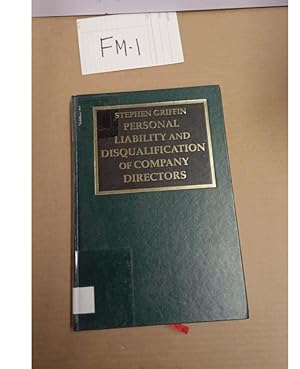 FM-1
STEPHEN GRIFFIN
PERSONAL
LIABILITY AND
DISQUALIFICATION
OF COMPANY
DIRECTORS